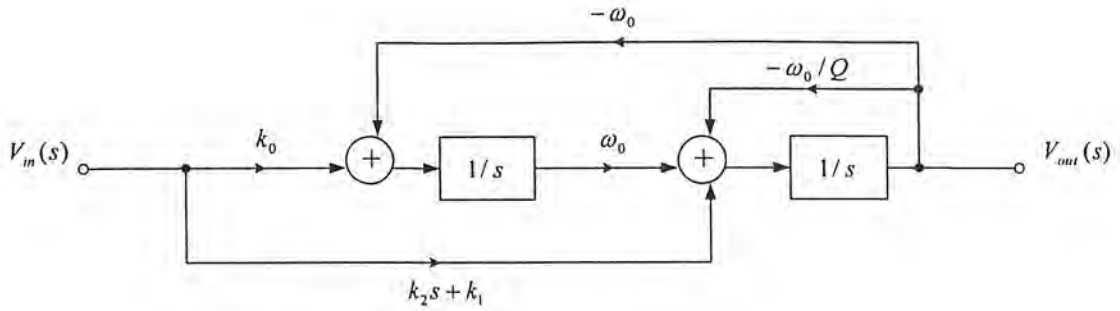 −ω₀
−ω₀/Q
V_in(s)
k₀
+
1/s
ω₀
+
1/s
V_out(s)
k₂s + k₁